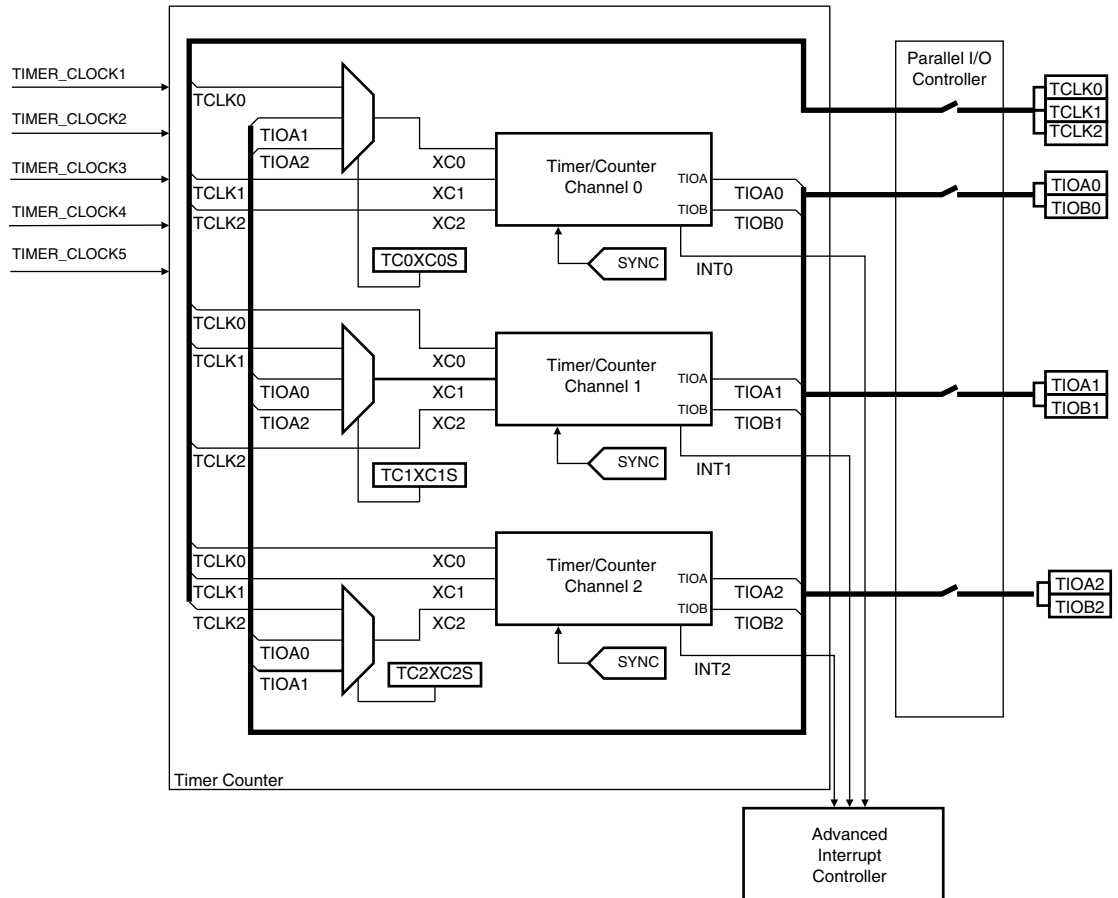 TIMER_CLOCK1
TIMER_CLOCK2
TIMER_CLOCK3
TIMER_CLOCK4
TIMER_CLOCK5
TCLK0
TIOA1
TIOA2
TCLK1
TCLK2
XC0
XC1
XC2
TC0XC0S
Timer/Counter
Channel 0
TIOA
TIOB
TIOA0
TIOB0
SYNC
INT0
TCLK0
TCLK1
TIOA0
TIOA2
TCLK2
XC0
XC1
XC2
TC1XC1S
Timer/Counter
Channel 1
TIOA
TIOB
TIOA1
TIOB1
SYNC
INT1
TCLK0
TCLK1
TCLK2
TIOA0
TIOA1
XC0
XC1
XC2
TC2XC2S
Timer/Counter
Channel 2
TIOA
TIOB
TIOA2
TIOB2
SYNC
INT2
Timer Counter
Parallel I/O
Controller
TCLK0
TCLK1
TCLK2
TIOA0
TIOB0
TIOA1
TIOB1
TIOA2
TIOB2
Advanced
Interrupt
Controller